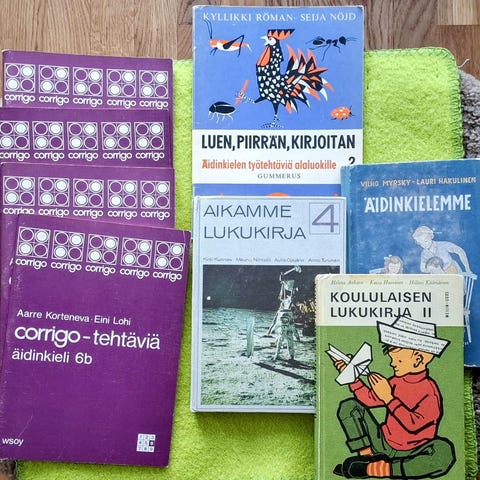 corrigo corrigo corrigo corrigo corrigo
corrigo corrigo corrigo corrigo corrigo
corrigo corrigo corrigo corrigo corrigo
corrigo corrigo corrigo corrigo corrigo
Aarre Korteneva · Eini Lohi
corrigo-tehtäviä
äidinkieli 6b
wsoy
KYLLIKKI RÖMAN - SEIJA NÖJD
LUEN, PIIRRÄN, KIRJOITAN
Äidinkielen työtehtäviä alaluokille 2
GUMMERUS
AIKAMME
LUKUKIRJA 4
VILHO MYRSKY - LAURI HAKULINEN
ÄIDINKIELEMME
KOULULAISEN
LUKUKIRJA II